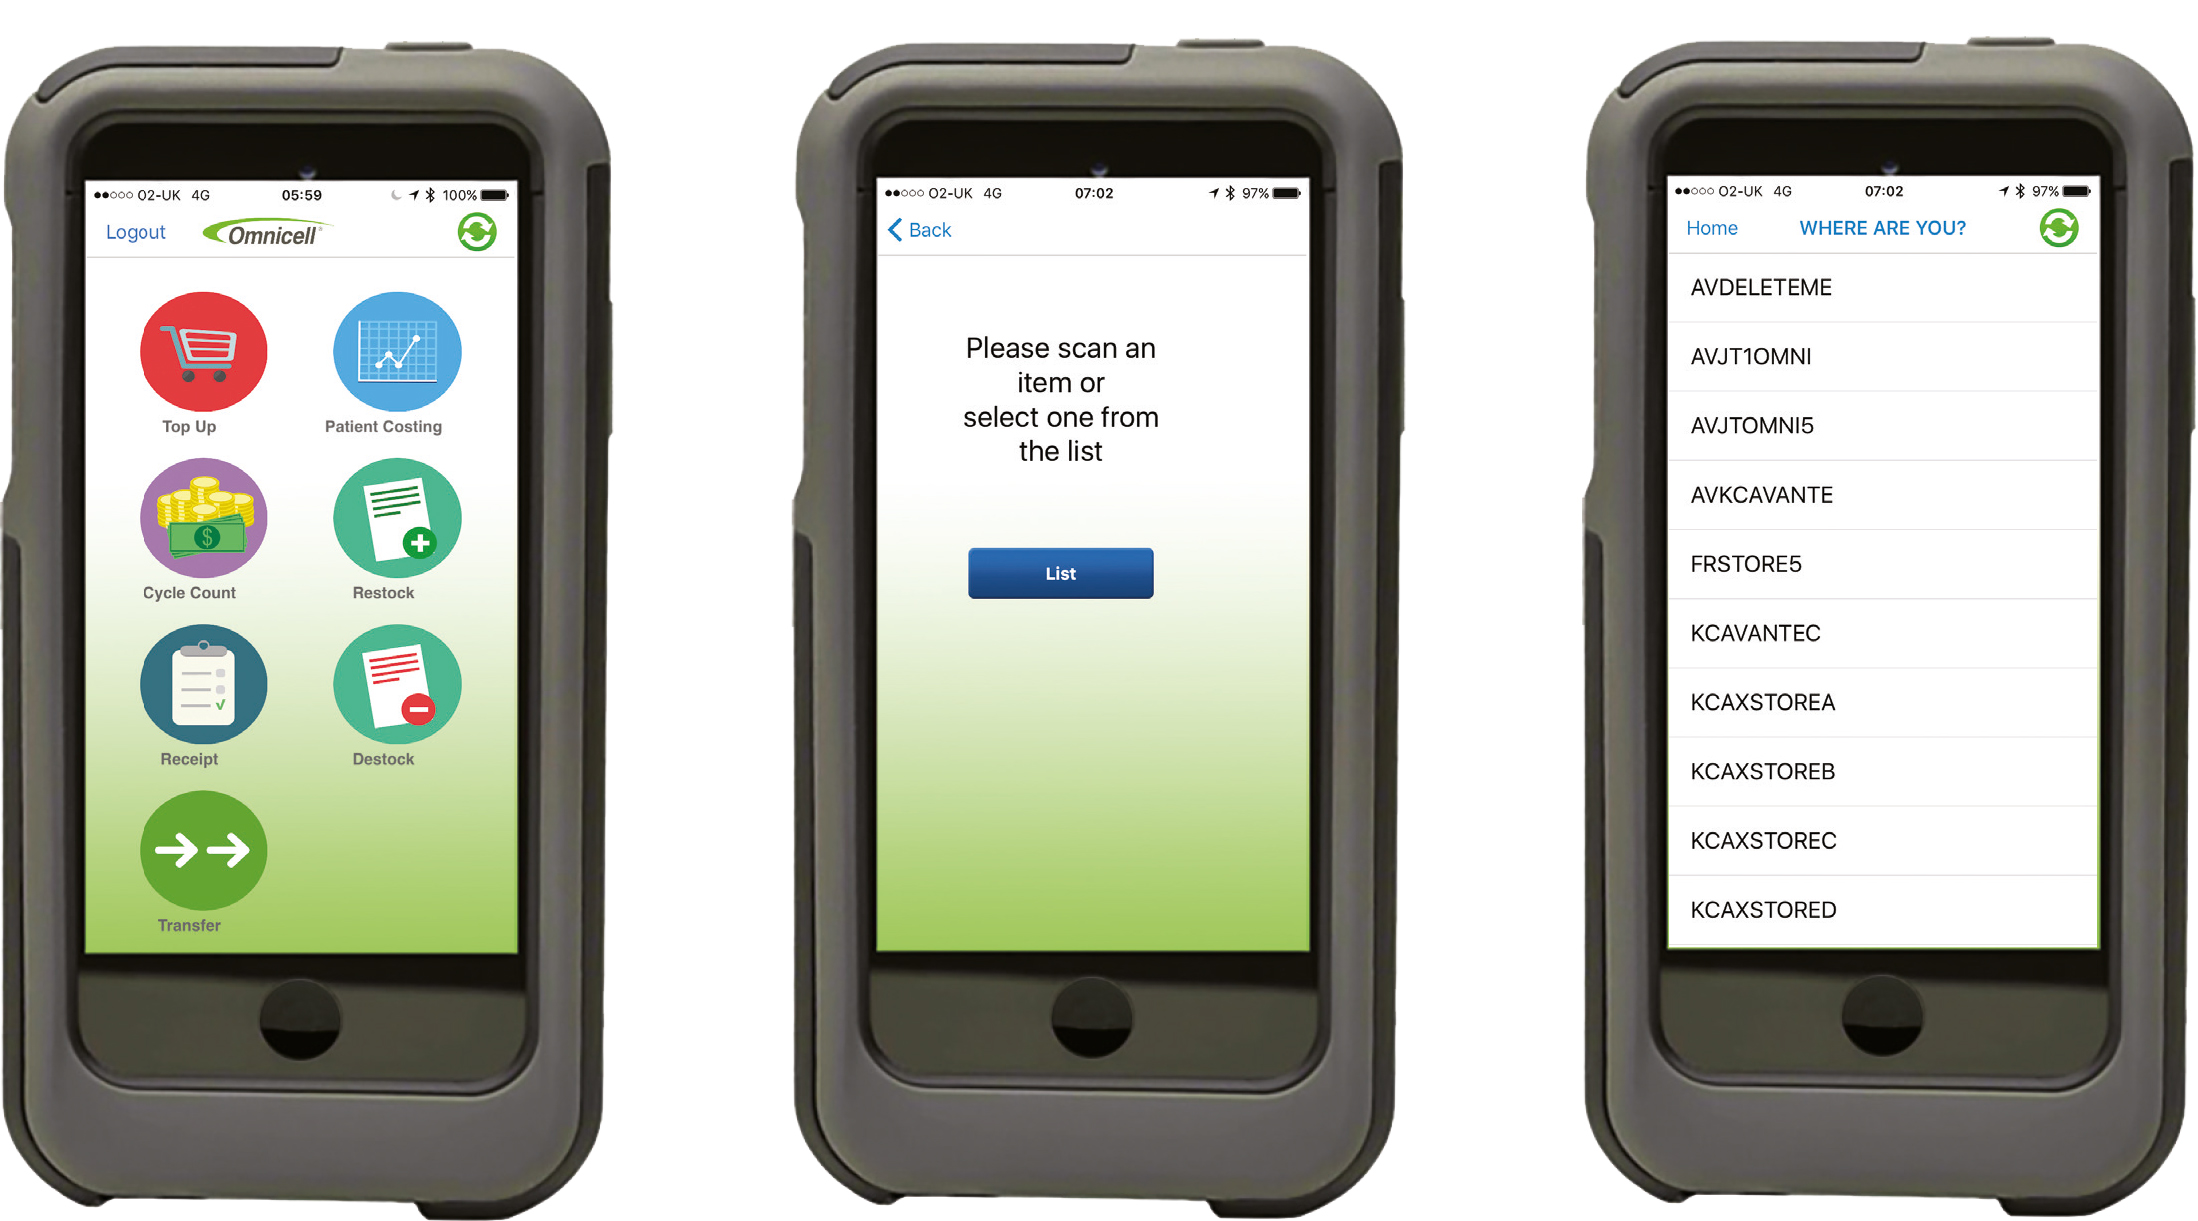 O2-UK 4G 05:59 100%
Logout Omnicell®
Top Up Patient Costing
$
Cycle Count Restock
Receipt Destock
Transfer
O2-UK 4G 07:02 97%
Back
Please scan an
item or
select one from
the list
List
O2-UK 4G 07:02 97%
Home WHERE ARE YOU?
AVDELETEME
AVJT1OMNI
AVJTOMNI5
AVKCAVANTE
FRSTORE5
KCAVANTEC
KCAXSTOREA
KCAXSTOREB
KCAXSTOREC
KCAXSTORED